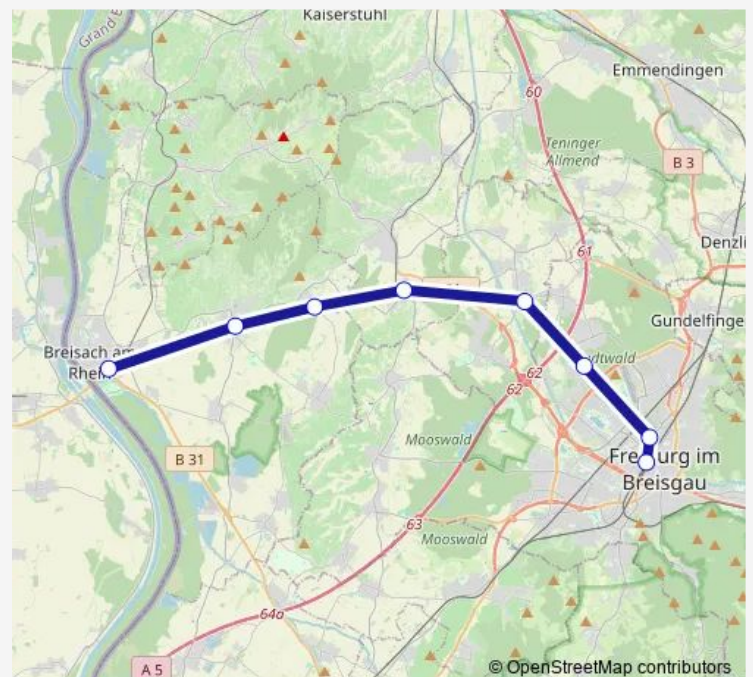 Kaiserstuhl
Grand
Emmendingen
60
Teninger
Allmend
B 3
61
Denzli
Gundelfinge
Breisach am
Rhein
62
62
Mooswald
B 31
Freiburg im
Breisgau
63
Mooswald
64a
A 5
© OpenStreetMap contributors